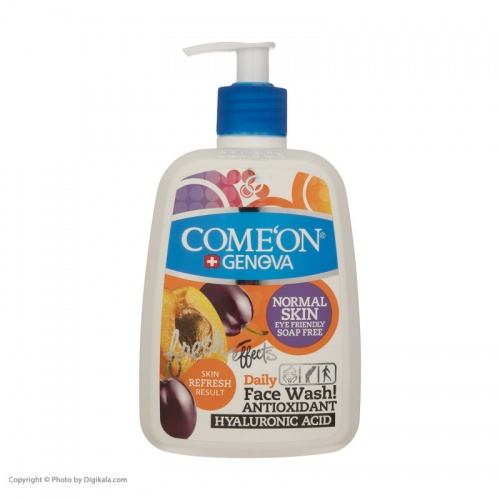 COME'ON®
GENEVA
NORMAL
SKIN
EYE FRIENDLY
SOAP FREE
fresh effects
SKIN
REFRESH
RESULT
Daily
Face Wash!
ANTIOXIDANT
HYALURONIC ACID
Copyright © Photo by Digikala.com